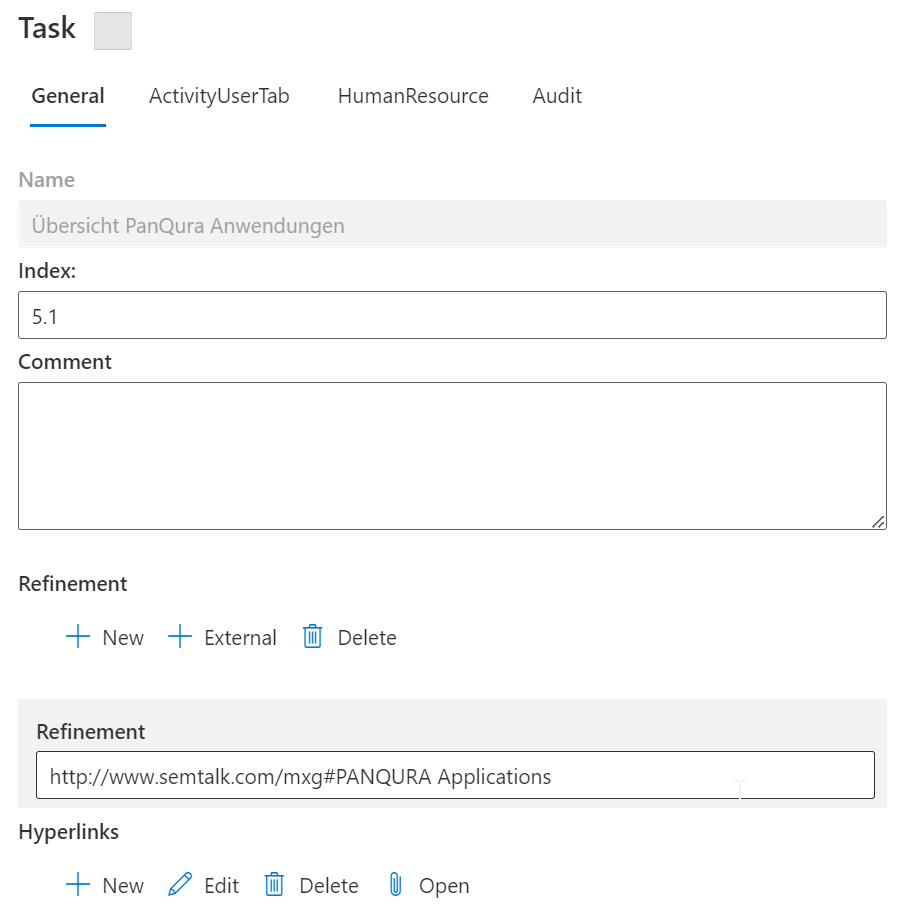 Task
General ActivityUserTab HumanResource Audit
Name
Übersicht PanQura Anwendungen
Index:
5.1
Comment
Refinement
New External Delete
Refinement
http://www.semtalk.com/mxg#PANQURA Applications
Hyperlinks
New Edit Delete Open